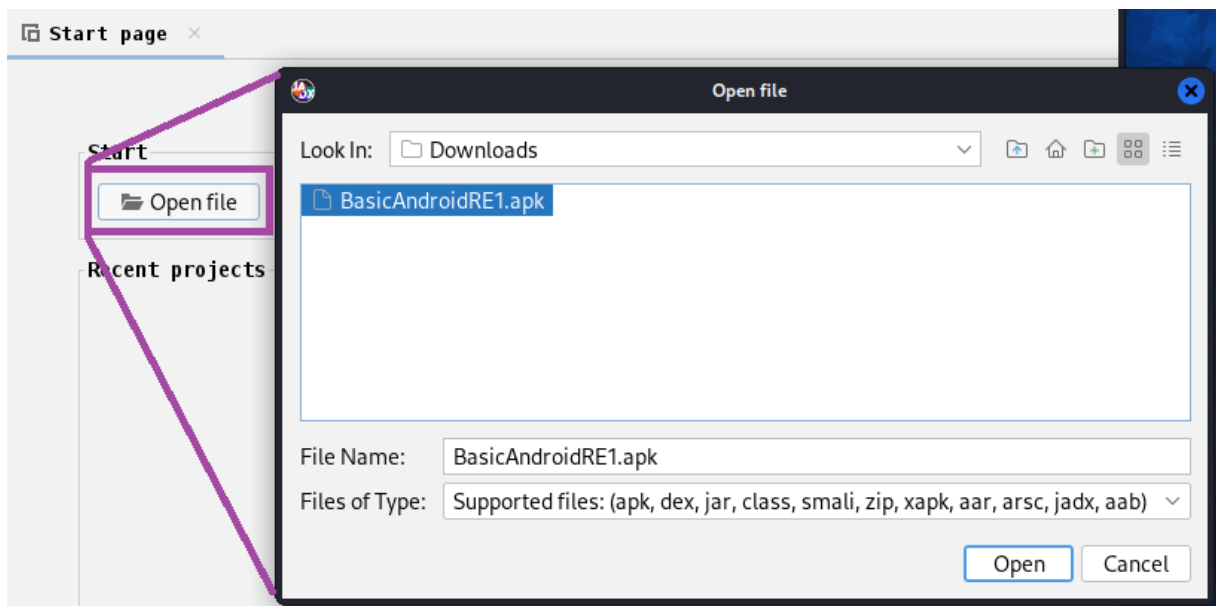 Start page
Open file
Start
Look In: Downloads
Open file
BasicAndroidRE1.apk
Recent projects
File Name: BasicAndroidRE1.apk
Files of Type: Supported files: (apk, dex, jar, class, smali, zip, xapk, aar, arsc, jadx, aab)
Open Cancel